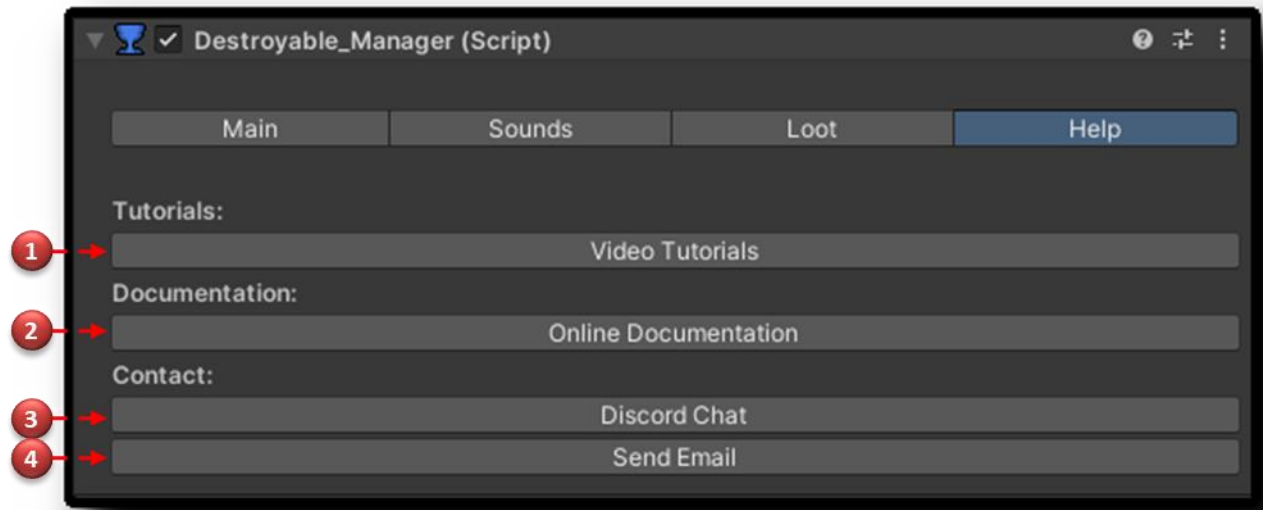 Destroyable_Manager (Script)
Main Sounds Loot Help
Tutorials:
1 Video Tutorials
Documentation:
2 Online Documentation
Contact:
3 Discord Chat
4 Send Email